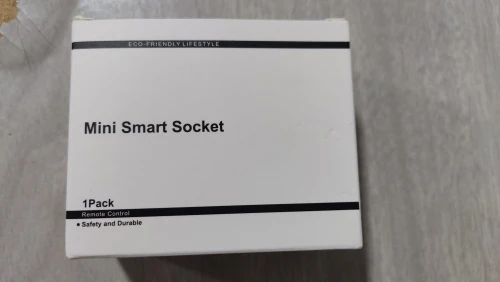 ECO-FRIENDLY LIFESTYLE
Mini Smart Socket
1Pack
Remote Control
• Safety and Durable